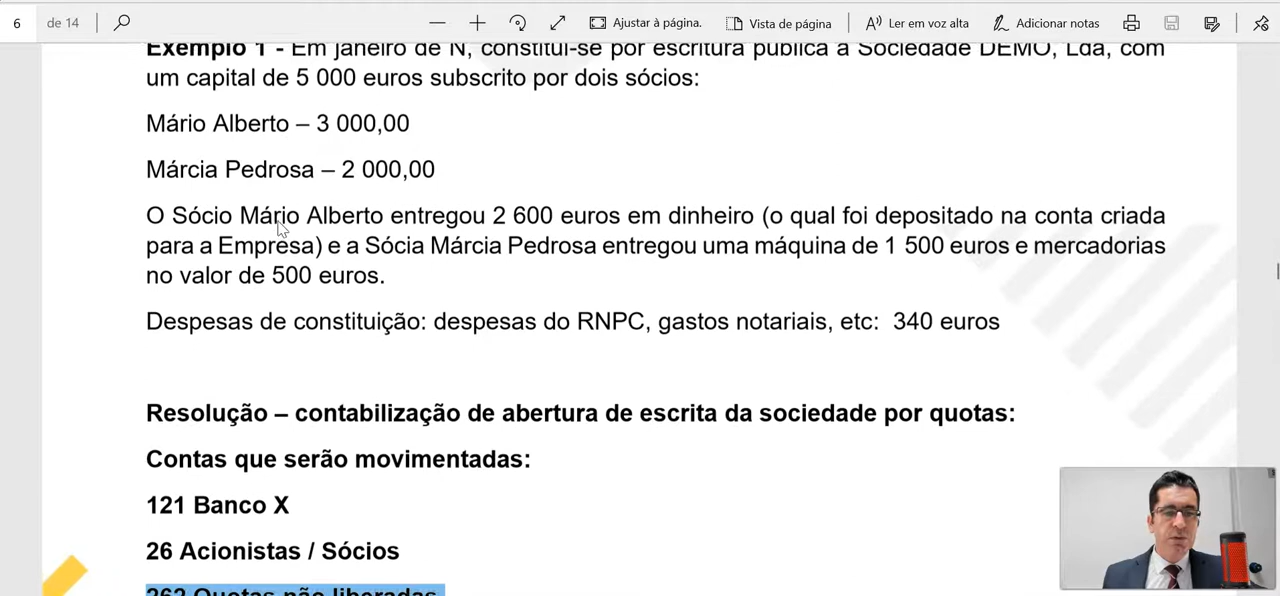 6 de 14 Ajustar à página. Vista de página Ler em voz alta Adicionar notas
Exemplo 1 - Em janeiro de N, constitui-se por escritura pública a Sociedade DEMO, Lda, com
um capital de 5 000 euros subscrito por dois sócios:
Mário Alberto – 3 000,00
Márcia Pedrosa – 2 000,00
O Sócio Mário Alberto entregou 2 600 euros em dinheiro (o qual foi depositado na conta criada
para a Empresa) e a Sócia Márcia Pedrosa entregou uma máquina de 1 500 euros e mercadorias
no valor de 500 euros.
Despesas de constituição: despesas do RNPC, gastos notariais, etc: 340 euros
Resolução – contabilização de abertura de escrita da sociedade por quotas:
Contas que serão movimentadas:
121 Banco X
26 Acionistas / Sócios
262 Quotas não liberadas